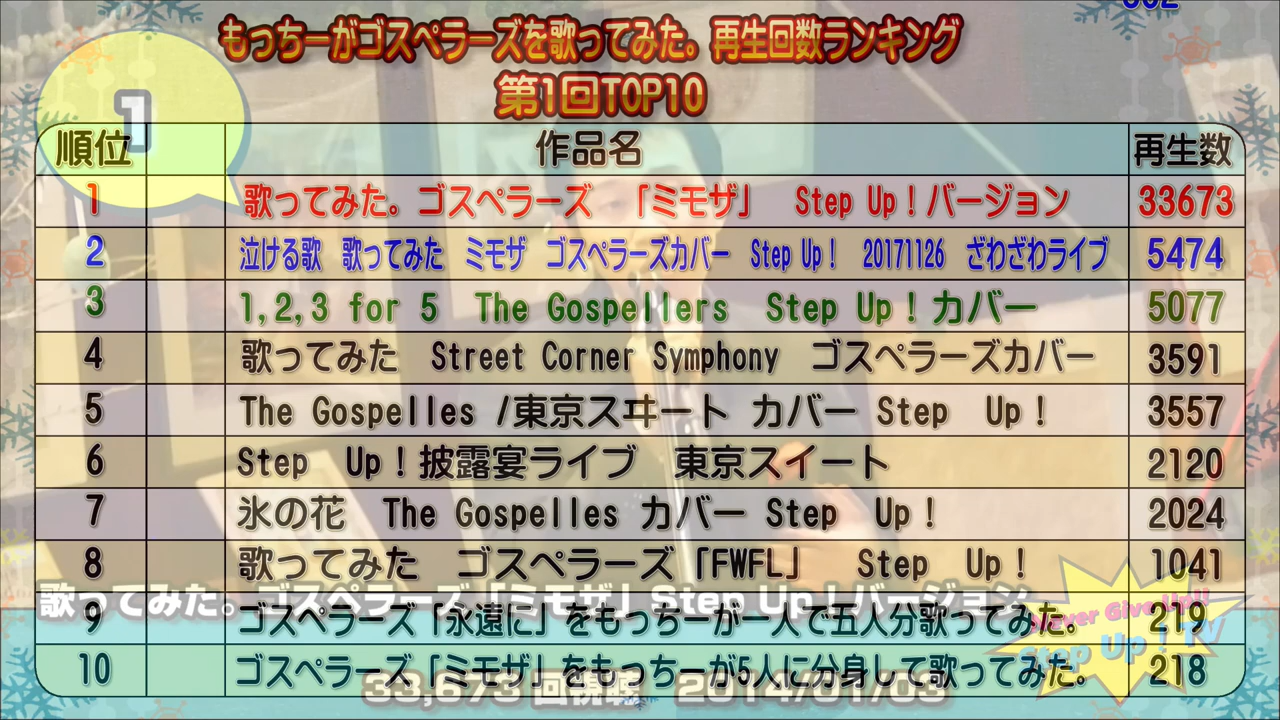 もっちーがゴスペラーズを歌ってみた。再生回数ランキング
第1回TOP10
1
順位 作品名 再生数
1 歌ってみた。ゴスペラーズ 「ミモザ」 Step Up！バージョン 33673
2 泣ける歌 歌ってみた ミモザ ゴスペラーズカバー Step Up！ 20171126 ざわざわライブ 5474
3 1,2,3 for 5 The Gospellers Step Up！カバー 5077
4 歌ってみた Street Corner Symphony ゴスペラーズカバー 3591
5 The Gospelles /東京スヰート カバー Step Up！ 3557
6 Step Up！披露宴ライブ 東京スイート 2120
7 氷の花 The Gospelles カバー Step Up！ 2024
8 歌ってみた ゴスペラーズ「FWFL」 Step Up！ 1041
歌ってみた。ゴスペラーズ「ミモザ」Step Up！バージョン
Never Give Up!!
Step Up！TV
9 ゴスペラーズ「永遠に」をもっちーが一人で五人分歌ってみた。 219
10 ゴスペラーズ「ミモザ」をもっちーが5人に分身して歌ってみた。 218
33,673 回視聴 2014/01/03